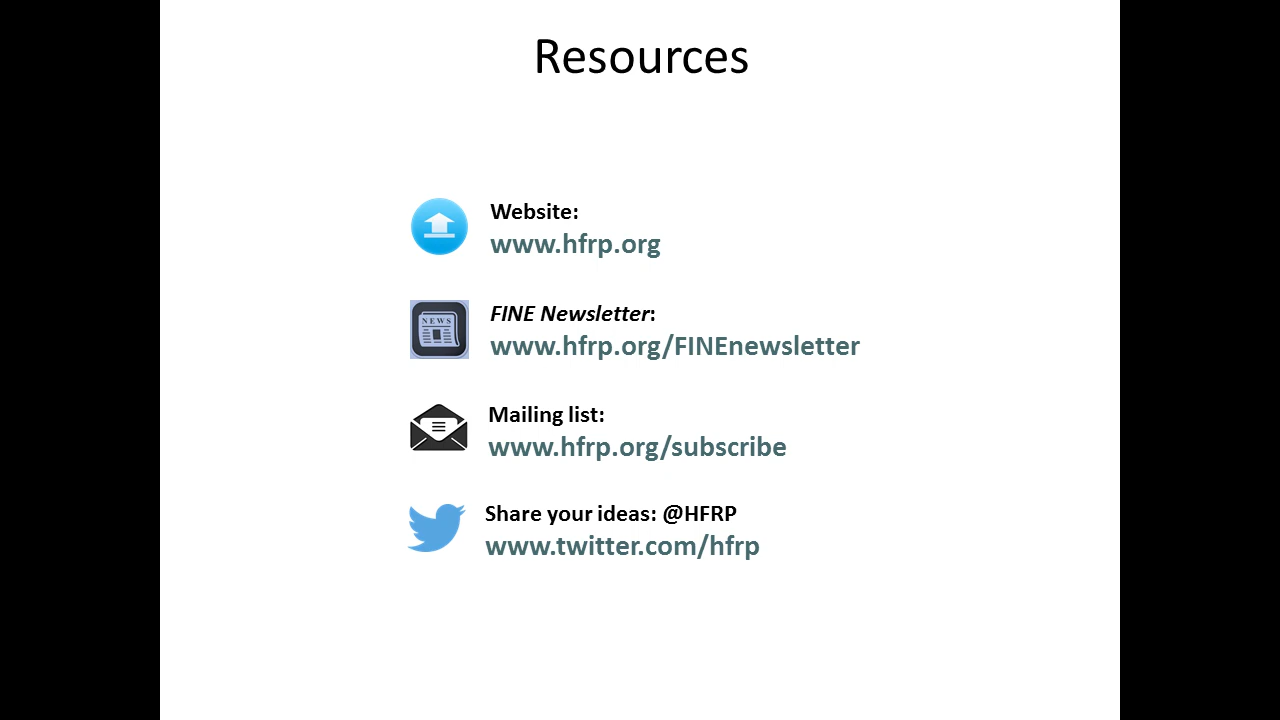 Resources
Website:
www.hfrp.org
NEWS
FINE Newsletter:
www.hfrp.org/FINEnewsletter
Mailing list:
www.hfrp.org/subscribe
Share your ideas: @HFRP
www.twitter.com/hfrp